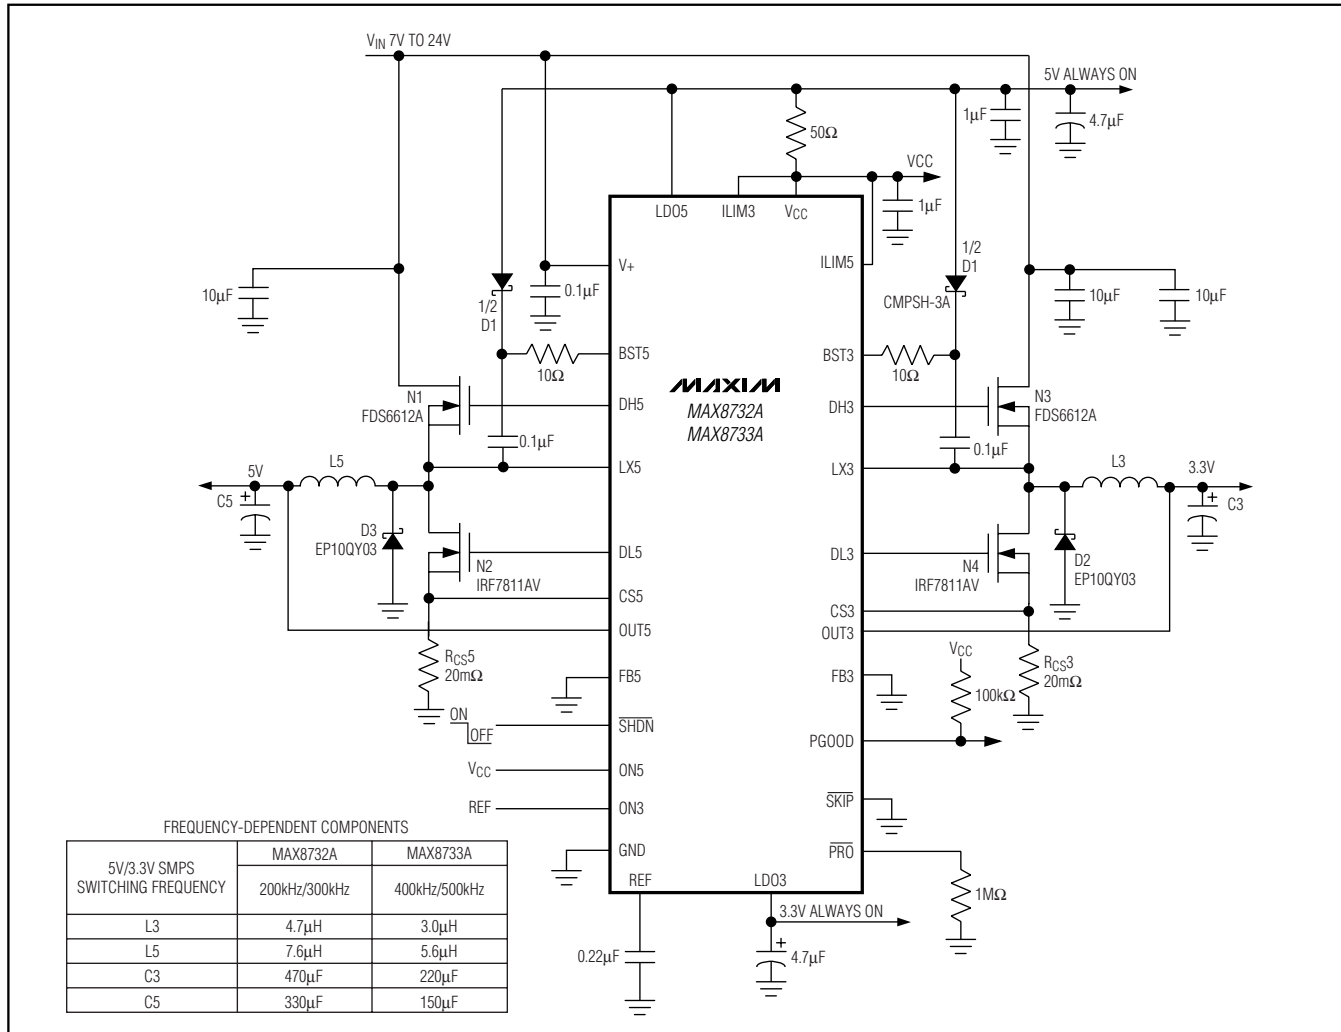 VIN 7V TO 24V
5V ALWAYS ON
1µF
4.7µF
50Ω
VCC
1µF
LDO5
ILIM3
VCC
V+
ILIM5
10µF
0.1µF
1/2
D1
1/2
D1
CMPSH-3A
10µF
10µF
BST5
10Ω
BST3
10Ω
MAXIM
MAX8732A
MAX8733A
N1
FDS6612A
DH5
DH3
N3
FDS6612A
0.1µF
0.1µF
LX5
LX3
5V
L5
L3
3.3V
C5
+
+
C3
D3
EP10QY03
DL5
DL3
N2
IRF7811AV
N4
IRF7811AV
D2
EP10QY03
CS5
CS3
OUT5
OUT3
RCS5
20mΩ
VCC
RCS3
20mΩ
FB5
FB3
100kΩ
ON
OFF
SHDN
PGOOD
VCC
ON5
REF
ON3
SKIP
GND
PRO
REF
LDO3
1MΩ
3.3V ALWAYS ON
0.22µF
+
4.7µF
FREQUENCY-DEPENDENT COMPONENTS
5V/3.3V SMPS
SWITCHING FREQUENCY
MAX8732A
MAX8733A
200kHz/300kHz
400kHz/500kHz
L3 4.7µH 3.0µH
L5 7.6µH 5.6µH
C3 470µF 220µF
C5 330µF 150µF